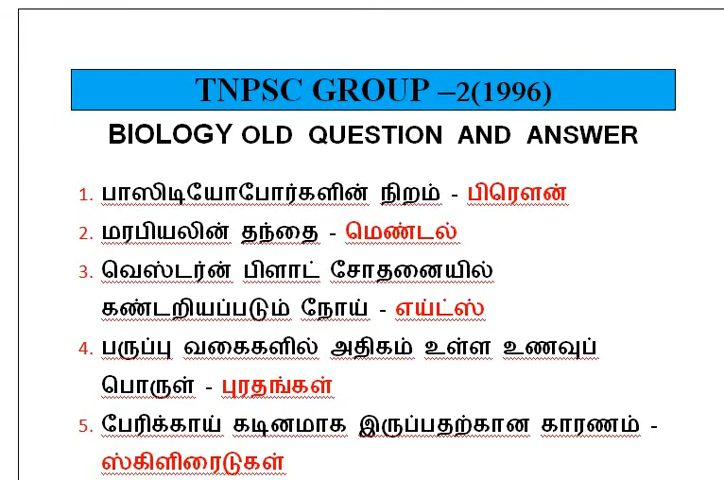 TNPSC GROUP –2(1996)
BIOLOGY OLD QUESTION AND ANSWER
1. பாஸிடியோபோர்களின் நிறம் - பிரௌன்
2. மரபியலின் தந்தை - மெண்டல்
3. வெஸ்டர்ன் பிளாட் சோதனையில்
கண்டறியப்படும் நோய் - எய்ட்ஸ்
4. பருப்பு வகைகளில் அதிகம் உள்ள உணவுப்
பொருள் - புரதங்கள்
5. பேரிக்காய் கடினமாக இருப்பதற்கான காரணம் -
ஸ்கிளிரைடுகள்